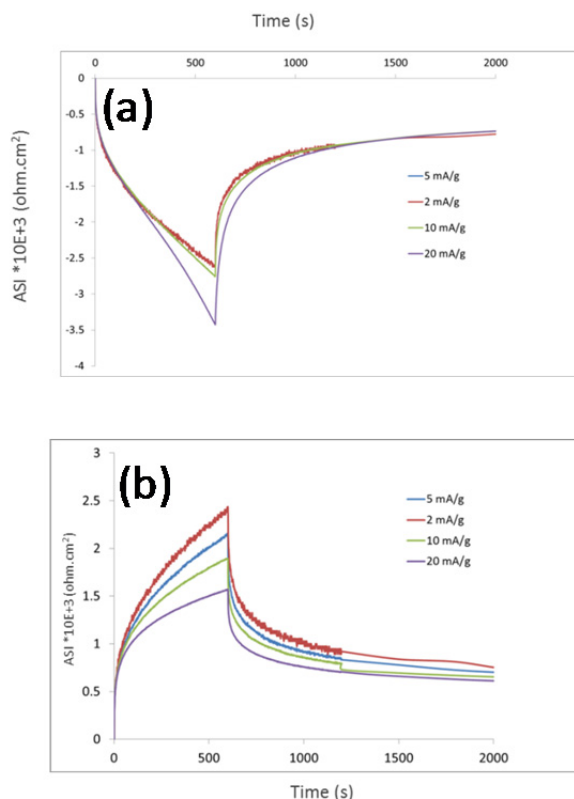 Time (s)
0 500 1000 1500 2000
0
(a)
-0.5
-1
-1.5
-2
-2.5
-3
-3.5
-4
ASI *10E+3 (ohm.cm²)
5 mA/g
2 mA/g
10 mA/g
20 mA/g
3
(b)
2.5
2
1.5
1
0.5
0
ASI *10E+3 (ohm.cm²)
5 mA/g
2 mA/g
10 mA/g
20 mA/g
0 500 1000 1500 2000
Time (s)